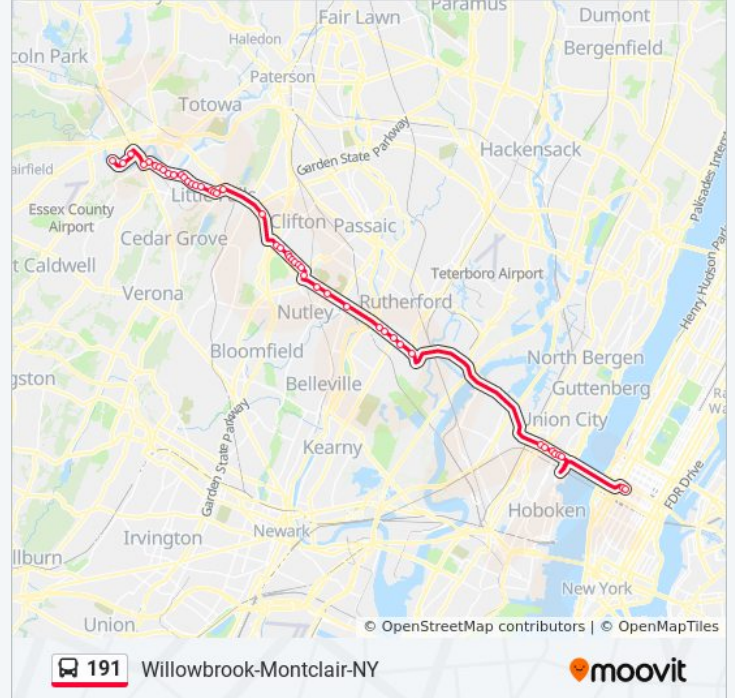 Paramus
Fair Lawn
Dumont
Haledon
Bergenfield
coln Park
Paterson
Totowa
Garden State Parkway
Hackensack
airfield
Palisades Inters
Essex County
Airport
Clifton Passaic
Cedar Grove
t Caldwell
Teterboro Airport
Henry Hudson Par
Verona
Rutherford
Nutley
Bloomfield
North Bergen
gston
Belleville
Guttenberg
Union City
Garden State Parkway
Kearny
FDR Drive
Hoboken
Newark
Irvington
llburn
New York
Union
© OpenStreetMap contributors | © OpenMapTiles
191 Willowbrook-Montclair-NY
moovit